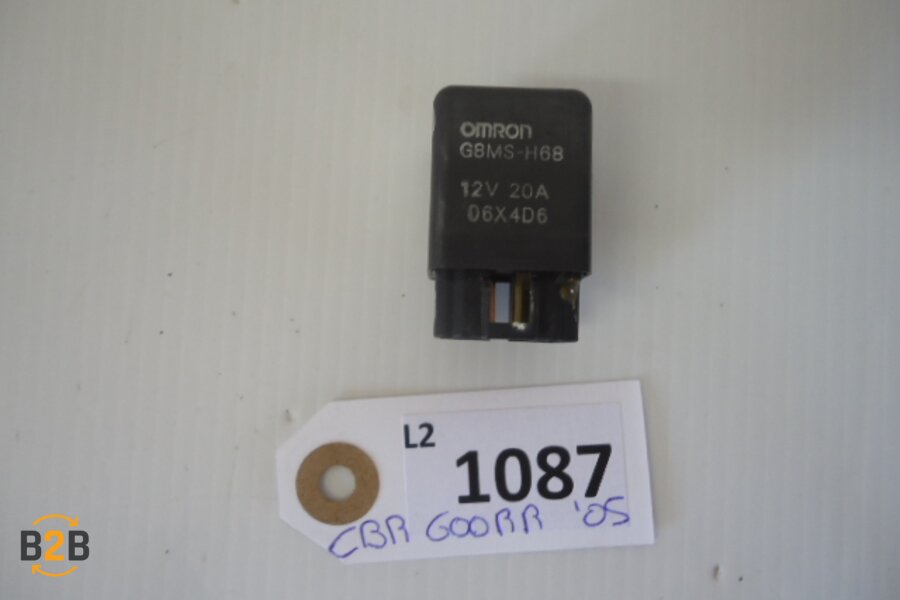 OMRON
G8MS-H68
12V 20A
06X4D6
L2
1087
CBR 600RR '05
B2B